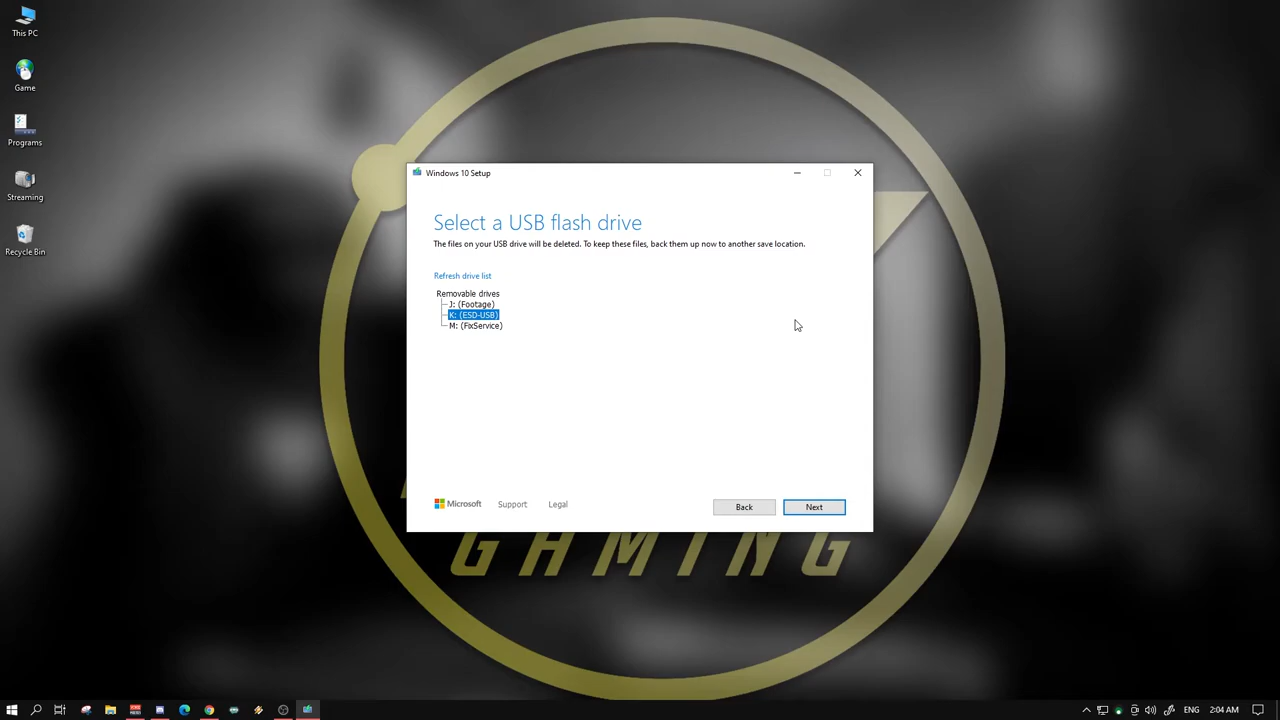 This PC
Game
Programs
Streaming
Recycle Bin
Windows 10 Setup
Select a USB flash drive
The files on your USB drive will be deleted. To keep these files, back them up now to another save location.
Refresh drive list
Removable drives
J: (Footage)
K: (ESD-USB)
M: (FixService)
Microsoft
Support
Legal
Back
Next
GAMING
ENG
2:04 AM